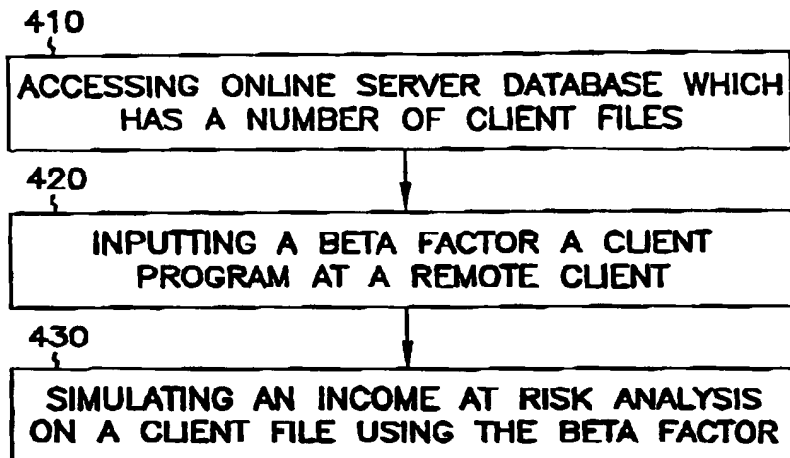 410
ACCESSING ONLINE SERVER DATABASE WHICH
HAS A NUMBER OF CLIENT FILES
420
INPUTTING A BETA FACTOR A CLIENT
PROGRAM AT A REMOTE CLIENT
430
SIMULATING AN INCOME AT RISK ANALYSIS
ON A CLIENT FILE USING THE BETA FACTOR